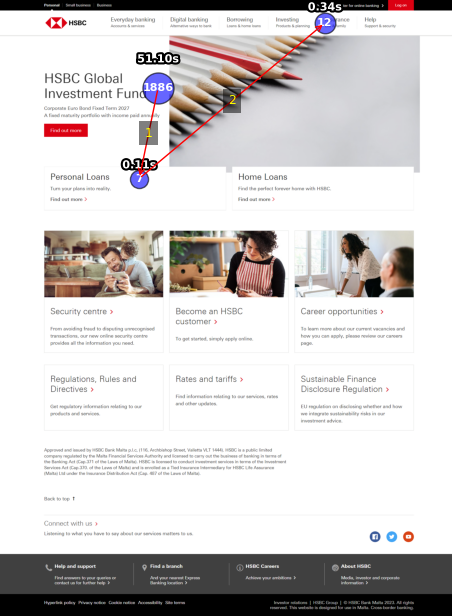 Personal Small business Business
Log on
0.34s
HSBC
Everyday banking
Accounts & services
Digital banking
Alternative ways to bank
Borrowing
Loans & home loans
Investing
Products & planning
12
Help
Support & security
51.10s
HSBC Global
Investment Fund
1886
2
Corporate Euro Bond Fixed Term 2027
A fixed maturity portfolio with income paid annually
Find out more
1
0.11s
7
Personal Loans
Turn your plans into reality.
Find out more
Home Loans
Find the perfect forever home with HSBC.
Find out more
Security centre
From avoiding fraud to disputing unrecognised
transactions, our new online security centre
provides all the information you need.
Become an HSBC
customer
To get started, simply apply online.
Career opportunities
To learn more about our current vacancies and
how you can apply, please review our careers
page.
Regulations, Rules and
Directives
Get regulatory information relating to our
products and services.
Rates and tariffs
Find information relating to our services, rates
and other updates.
Sustainable Finance
Disclosure Regulation
EU regulation on disclosing whether and how
we integrate sustainability risks in our
investment advice.
Approved and issued by HSBC Bank Malta p.l.c. (116, Archbishop Street, Valletta VLT 1444). HSBC is a public limited
company regulated by the Malta Financial Services Authority and licensed to carry out the business of banking in terms of
the Banking Act (Cap.371 of the Laws of Malta). HSBC is licensed to conduct investment services in terms of the Investment
Services Act (Cap.370. of the Laws of Malta) and is enrolled as a Tied Insurance Intermediary for HSBC Life Assurance
(Malta) Ltd under the Insurance Distribution Act (Cap. 487 of the Laws of Malta).
Back to top
Connect with us
Listening to what you have to say about our services matters to us.
Help and support
Find answers to your queries or
contact us for further help
Find a branch
And your nearest Express
Banking location
HSBC Careers
Achieve your ambitions
About HSBC
Media, investor and corporate
information
Hyperlink policy Privacy notice Cookie notice Accessibility Site terms
Investor relations | HSBC Group | © HSBC Bank Malta 2023. All rights
reserved. This website is designed for use in Malta. Cross-border banking.